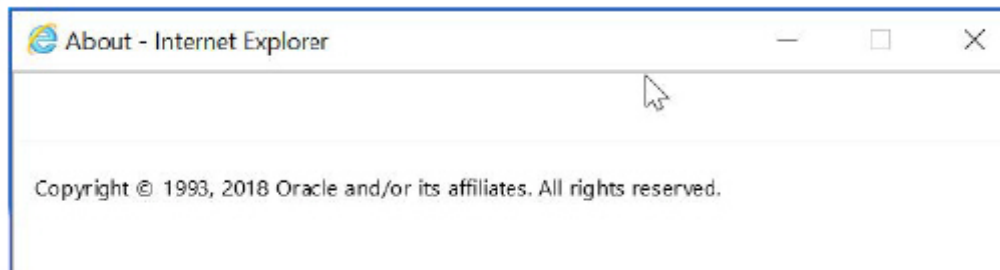 About - Internet Explorer
Copyright © 1993, 2018 Oracle and/or its affiliates. All rights reserved.